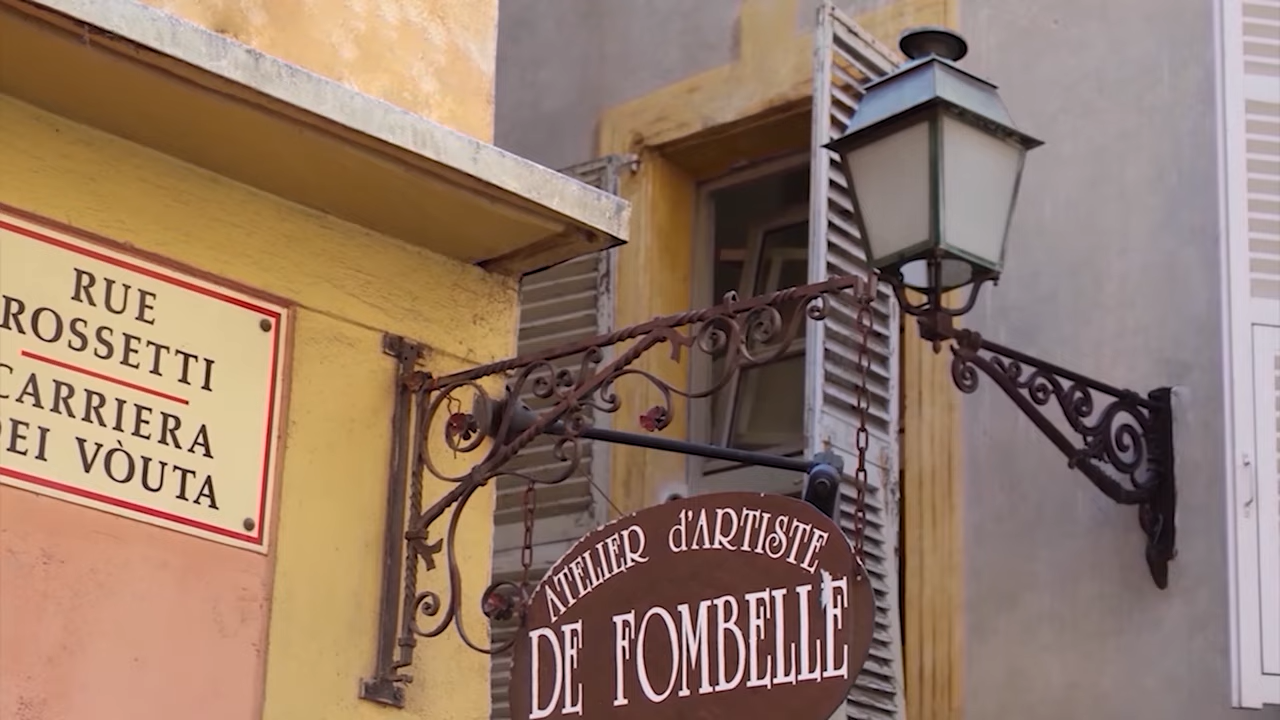 RUE
ROSSETTI
CARRIERA
DEI VÒUTA
ATELIER d'ARTISTE
DE FOMBELLE